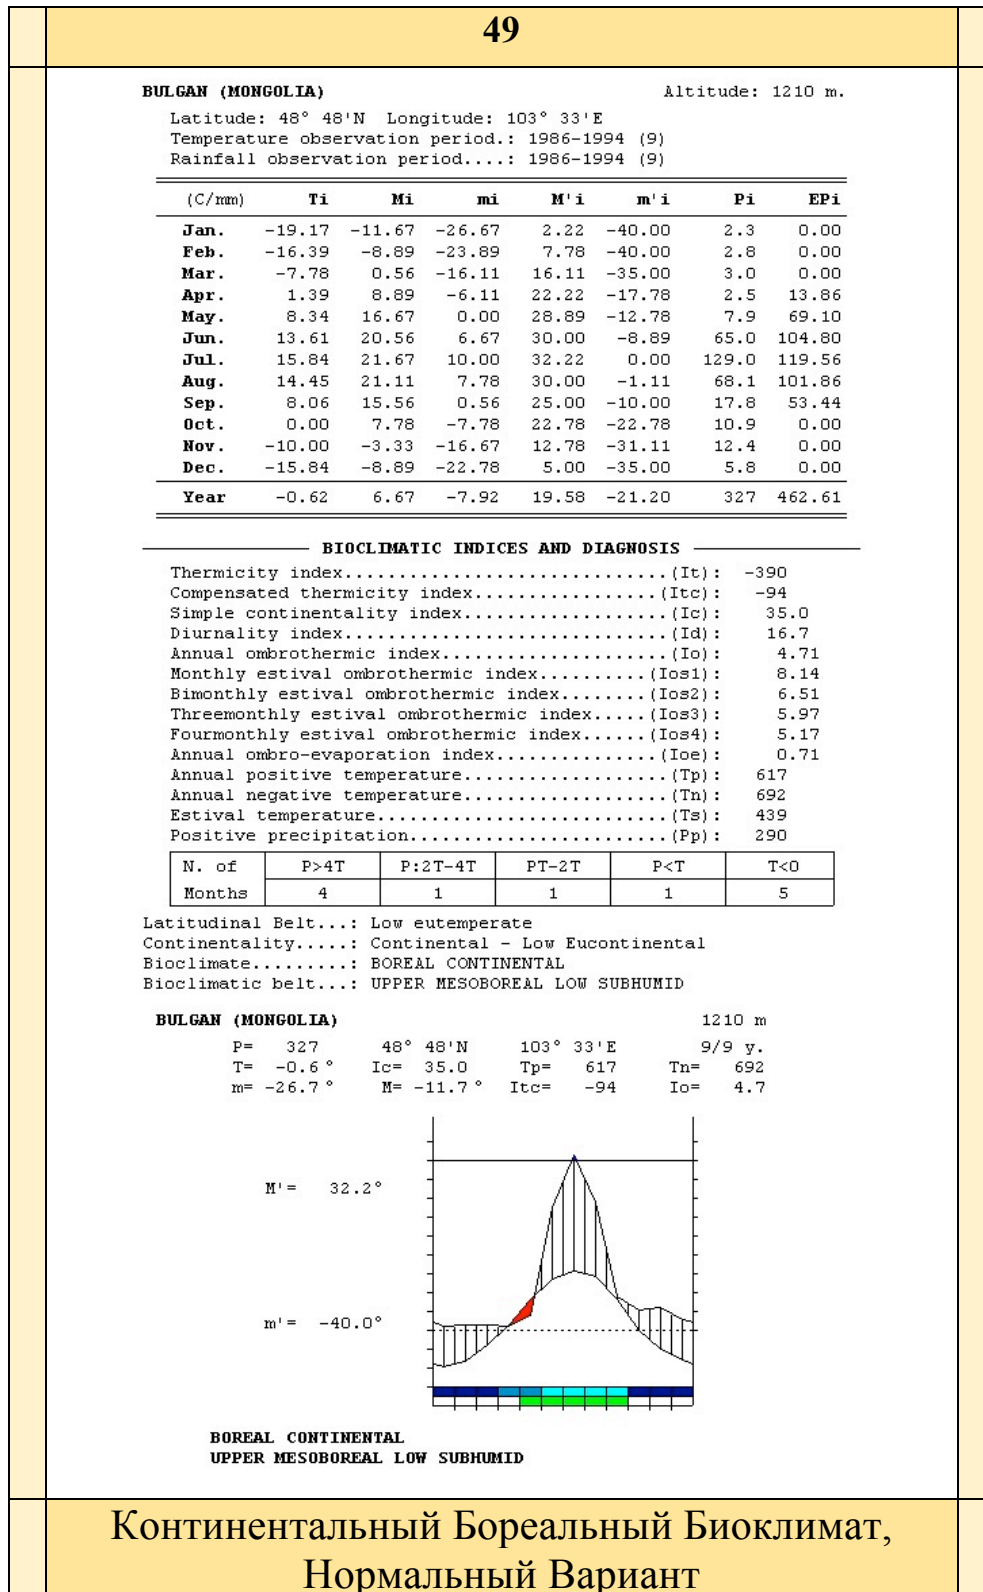 49
BULGAN (MONGOLIA) Altitude: 1210 m.
Latitude: 48° 48'N Longitude: 103° 33'E
Temperature observation period.: 1986-1994 (9)
Rainfall observation period....: 1986-1994 (9)
(C/mm) Ti Mi mi M'i m'i Pi EPi
Jan. -19.17 -11.67 -26.67 2.22 -40.00 2.3 0.00
Feb. -16.39 -8.89 -23.89 7.78 -40.00 2.8 0.00
Mar. -7.78 0.56 -16.11 16.11 -35.00 3.0 0.00
Apr. 1.39 8.89 -6.11 22.22 -17.78 2.5 13.86
May. 8.34 16.67 0.00 28.89 -12.78 7.9 69.10
Jun. 13.61 20.56 6.67 30.00 -8.89 65.0 104.80
Jul. 15.84 21.67 10.00 32.22 0.00 129.0 119.56
Aug. 14.45 21.11 7.78 30.00 -1.11 68.1 101.86
Sep. 8.06 15.56 0.56 25.00 -10.00 17.8 53.44
Oct. 0.00 7.78 -7.78 22.78 -22.78 10.9 0.00
Nov. -10.00 -3.33 -16.67 12.78 -31.11 12.4 0.00
Dec. -15.84 -8.89 -22.78 5.00 -35.00 5.8 0.00
Year -0.62 6.67 -7.92 19.58 -21.20 327 462.61
BIOCLIMATIC INDICES AND DIAGNOSIS
Thermicity index..............................(It): -390
Compensated thermicity index.................(Itc): -94
Simple continentality index...................(Ic): 35.0
Diurnality index..............................(Id): 16.7
Annual ombrothermic index.....................(Io): 4.71
Monthly estival ombrothermic index..........(Ios1): 8.14
Bimonthly estival ombrothermic index........(Ios2): 6.51
Threemonthly estival ombrothermic index.....(Ios3): 5.97
Fourmonthly estival ombrothermic index......(Ios4): 5.17
Annual ombro-evaporation index...............(Ioe): 0.71
Annual positive temperature...................(Tp): 617
Annual negative temperature...................(Tn): 692
Estival temperature...........................(Ts): 439
Positive precipitation........................(Pp): 290
N. of P>4T P:2T-4T PT-2T P<T T<0
Months 4 1 1 1 5
Latitudinal Belt...: Low eutemperate
Continentality.....: Continental - Low Eucontinental
Bioclimate.........: BOREAL CONTINENTAL
Bioclimatic belt...: UPPER MESOBOREAL LOW SUBHUMID
BULGAN (MONGOLIA) 1210 m
P= 327 48° 48'N 103° 33'E 9/9 y.
T= -0.6° Ic= 35.0 Tp= 617 Tn= 692
m= -26.7° M= -11.7° Itc= -94 Io= 4.7
M'= 32.2°
m'= -40.0°
BOREAL CONTINENTAL
UPPER MESOBOREAL LOW SUBHUMID
Континентальный Бореальный Биоклимат,
Нормальный Вариант